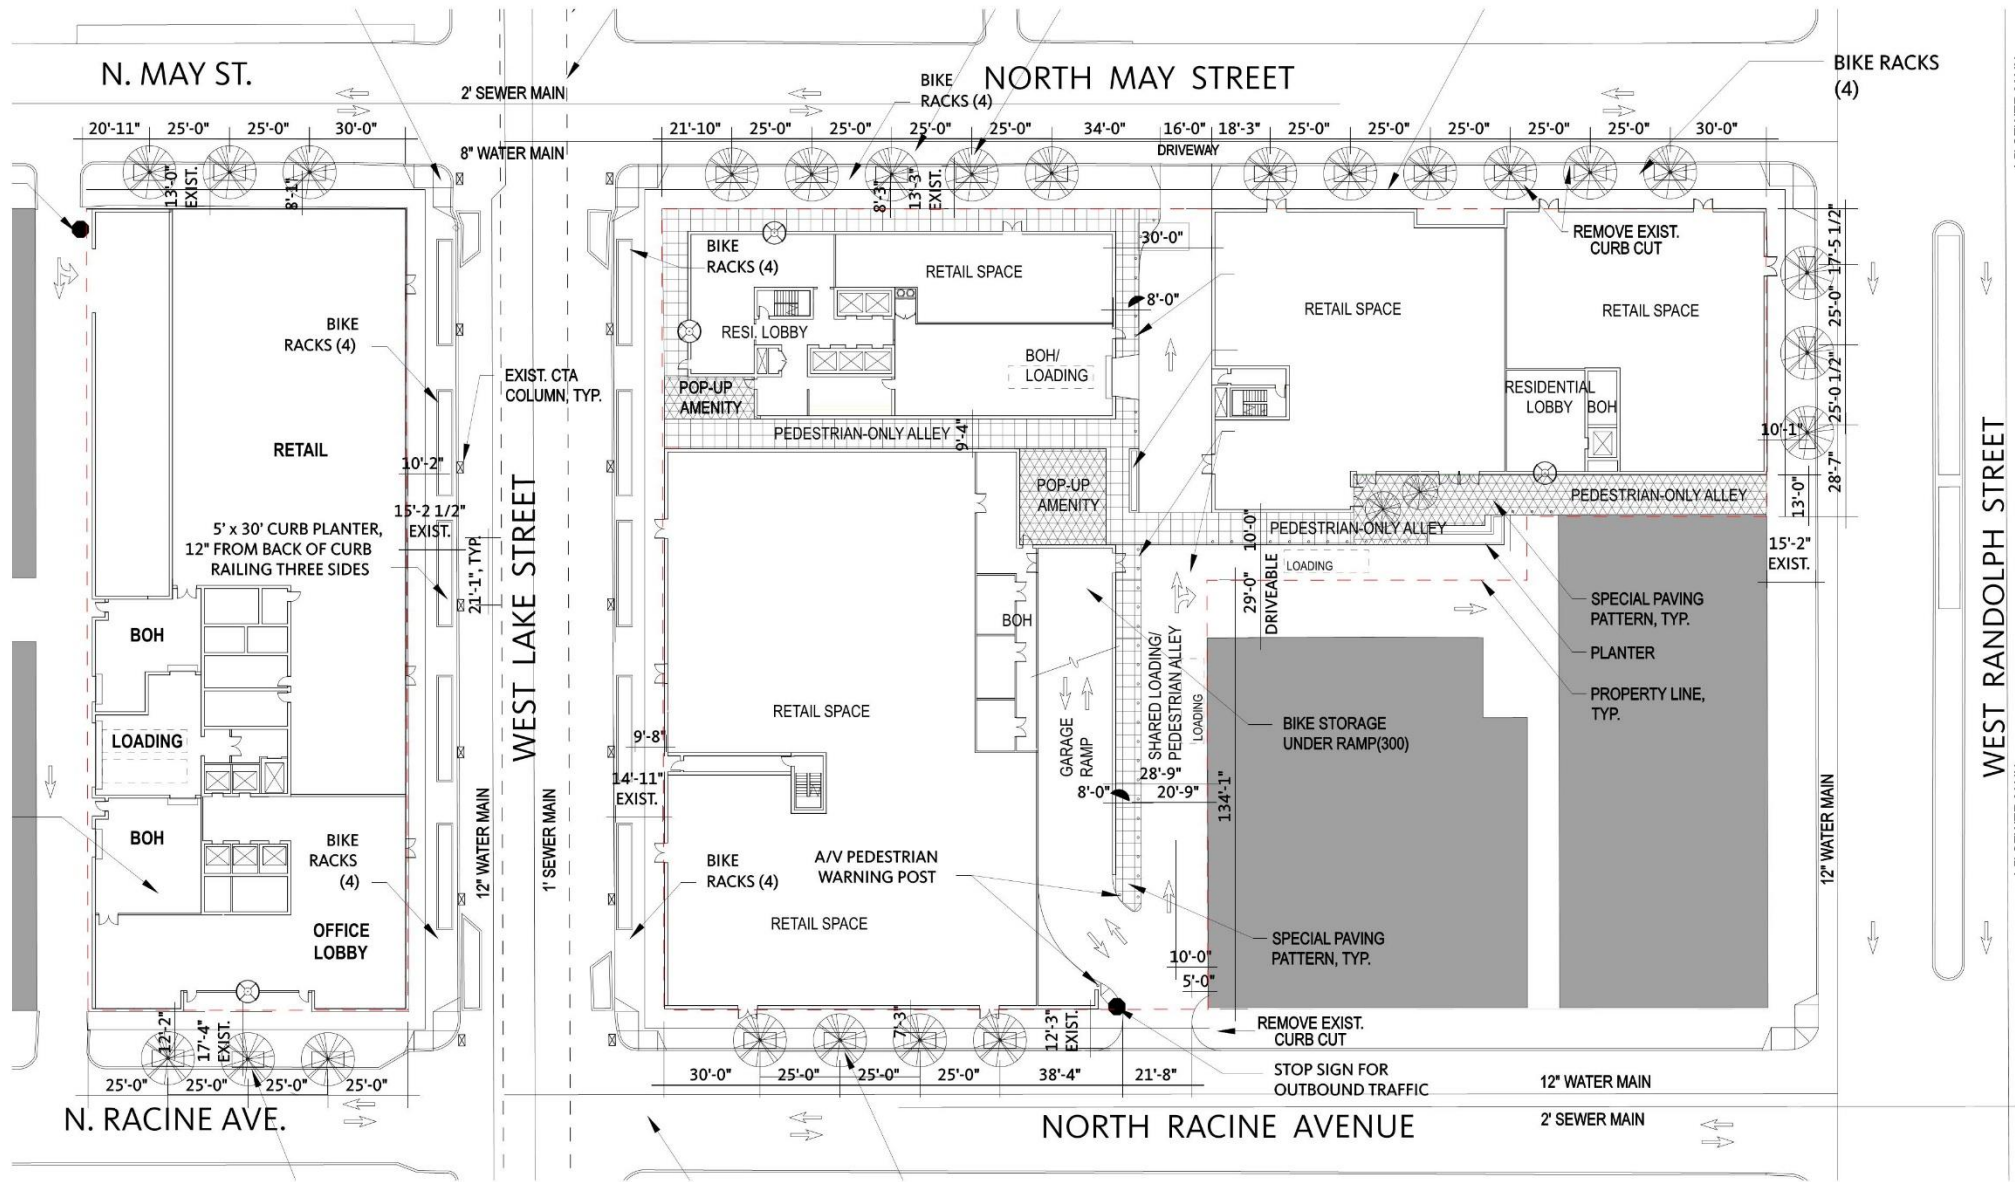 N. MAY ST.
NORTH MAY STREET
2' SEWER MAIN
8" WATER MAIN
BIKE
RACKS (4)
BIKE RACKS
(4)
20'-11"
25'-0"
25'-0"
30'-0"
21'-10"
25'-0"
25'-0"
25'-0"
25'-0"
34'-0"
16'-0"
18'-3"
25'-0"
25'-0"
25'-0"
25'-0"
25'-0"
30'-0"
DRIVEWAY
13'-0"
EXIST.
8'-1"
8'-3"
13'-3"
EXIST.
BIKE
RACKS (4)
RETAIL SPACE
30'-0"
8'-0"
RESI. LOBBY
BOH/
LOADING
POP-UP
AMENITY
PEDESTRIAN-ONLY ALLEY
9'-4"
RETAIL SPACE
RETAIL SPACE
REMOVE EXIST.
CURB CUT
RESIDENTIAL
LOBBY
BOH
17'-5 1/2"
25'-0"
25'-0 1/2"
28'-7"
10'-1"
13'-0"
15'-2"
EXIST.
BIKE
RACKS (4)
EXIST. CTA
COLUMN, TYP.
RETAIL
10'-2"
15'-2 1/2"
EXIST.
5' x 30' CURB PLANTER,
12" FROM BACK OF CURB
RAILING THREE SIDES
21'-1", TYP.
WEST LAKE STREET
12" WATER MAIN
1' SEWER MAIN
BOH
LOADING
BOH
BIKE
RACKS
(4)
OFFICE
LOBBY
12'-2"
17'-4"
EXIST.
25'-0"
25'-0"
25'-0"
25'-0"
N. RACINE AVE.
POP-UP
AMENITY
PEDESTRIAN-ONLY ALLEY
PEDESTRIAN-ONLY ALLEY
10'-0"
29'-0"
DRIVEABLE
LOADING
SPECIAL PAVING
PATTERN, TYP.
PLANTER
PROPERTY LINE,
TYP.
BOH
RETAIL SPACE
9'-8"
14'-11"
EXIST.
GARAGE
RAMP
SHARED LOADING/
PEDESTRIAN ALLEY
LOADING
BIKE STORAGE
UNDER RAMP(300)
28'-9"
8'-0"
20'-9"
134'-1"
BIKE
RACKS (4)
A/V PEDESTRIAN
WARNING POST
RETAIL SPACE
SPECIAL PAVING
PATTERN, TYP.
10'-0"
5'-0"
7'-3"
12'-3"
EXIST.
REMOVE EXIST.
CURB CUT
STOP SIGN FOR
OUTBOUND TRAFFIC
30'-0"
25'-0"
25'-0"
25'-0"
38'-4"
21'-8"
NORTH RACINE AVENUE
12" WATER MAIN
2' SEWER MAIN
12" WATER MAIN
WEST RANDOLPH STREET